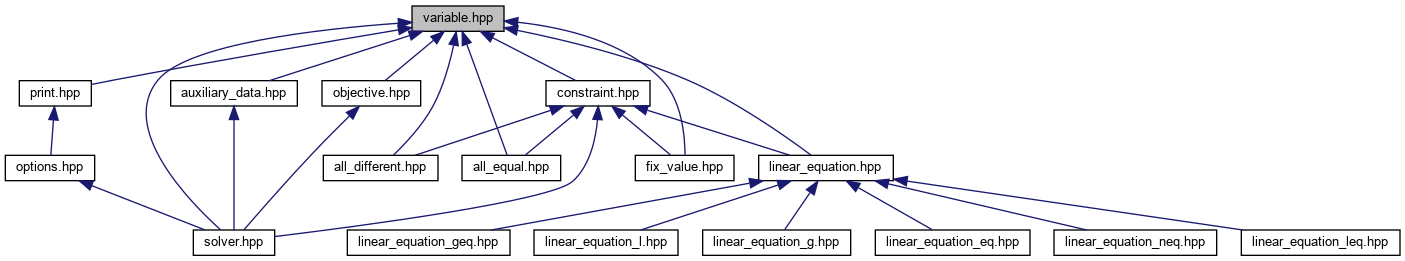 variable.hpp
print.hpp
auxiliary_data.hpp
objective.hpp
constraint.hpp
options.hpp
all_different.hpp
all_equal.hpp
fix_value.hpp
linear_equation.hpp
solver.hpp
linear_equation_geq.hpp
linear_equation_l.hpp
linear_equation_g.hpp
linear_equation_eq.hpp
linear_equation_neq.hpp
linear_equation_leq.hpp